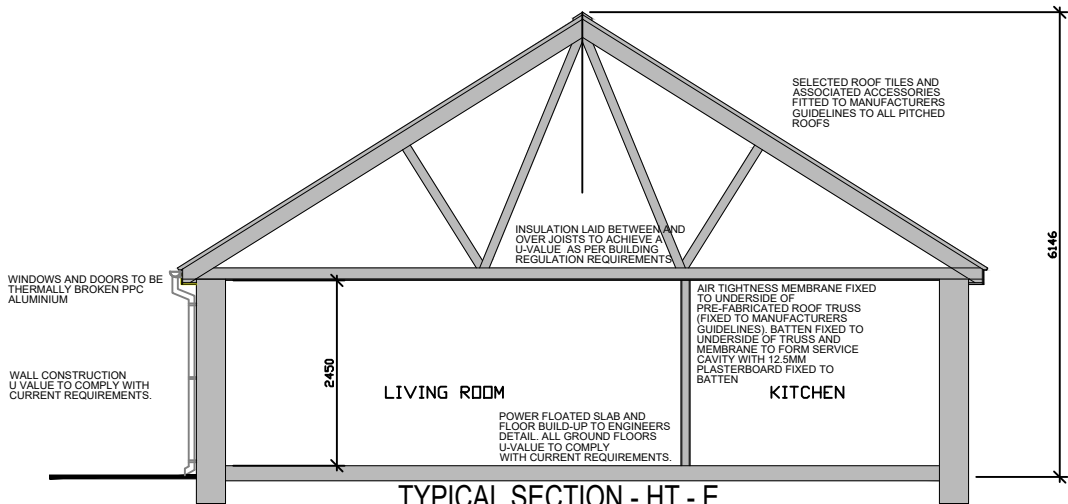 SELECTED ROOF TILES AND
ASSOCIATED ACCESSORIES
FITTED TO MANUFACTURERS
GUIDELINES TO ALL PITCHED
ROOFS
6146
INSULATION LAID BETWEEN AND
OVER JOISTS TO ACHIEVE A
U-VALUE AS PER BUILDING
REGULATION REQUIREMENTS
WINDOWS AND DOORS TO BE
THERMALLY BROKEN PPC
ALUMINIUM
AIR TIGHTNESS MEMBRANE FIXED
TO UNDERSIDE OF
PRE-FABRICATED ROOF TRUSS
(FIXED TO MANUFACTURERS
GUIDELINES). BATTEN FIXED TO
UNDERSIDE OF TRUSS AND
MEMBRANE TO FORM SERVICE
CAVITY WITH 12.5MM
PLASTERBOARD FIXED TO
BATTEN
2450
WALL CONSTRUCTION
U VALUE TO COMPLY WITH
CURRENT REQUIREMENTS.
LIVING ROOM
KITCHEN
POWER FLOATED SLAB AND
FLOOR BUILD-UP TO ENGINEERS
DETAIL. ALL GROUND FLOORS
U-VALUE TO COMPLY
WITH CURRENT REQUIREMENTS.
TYPICAL SECTION - HT - F